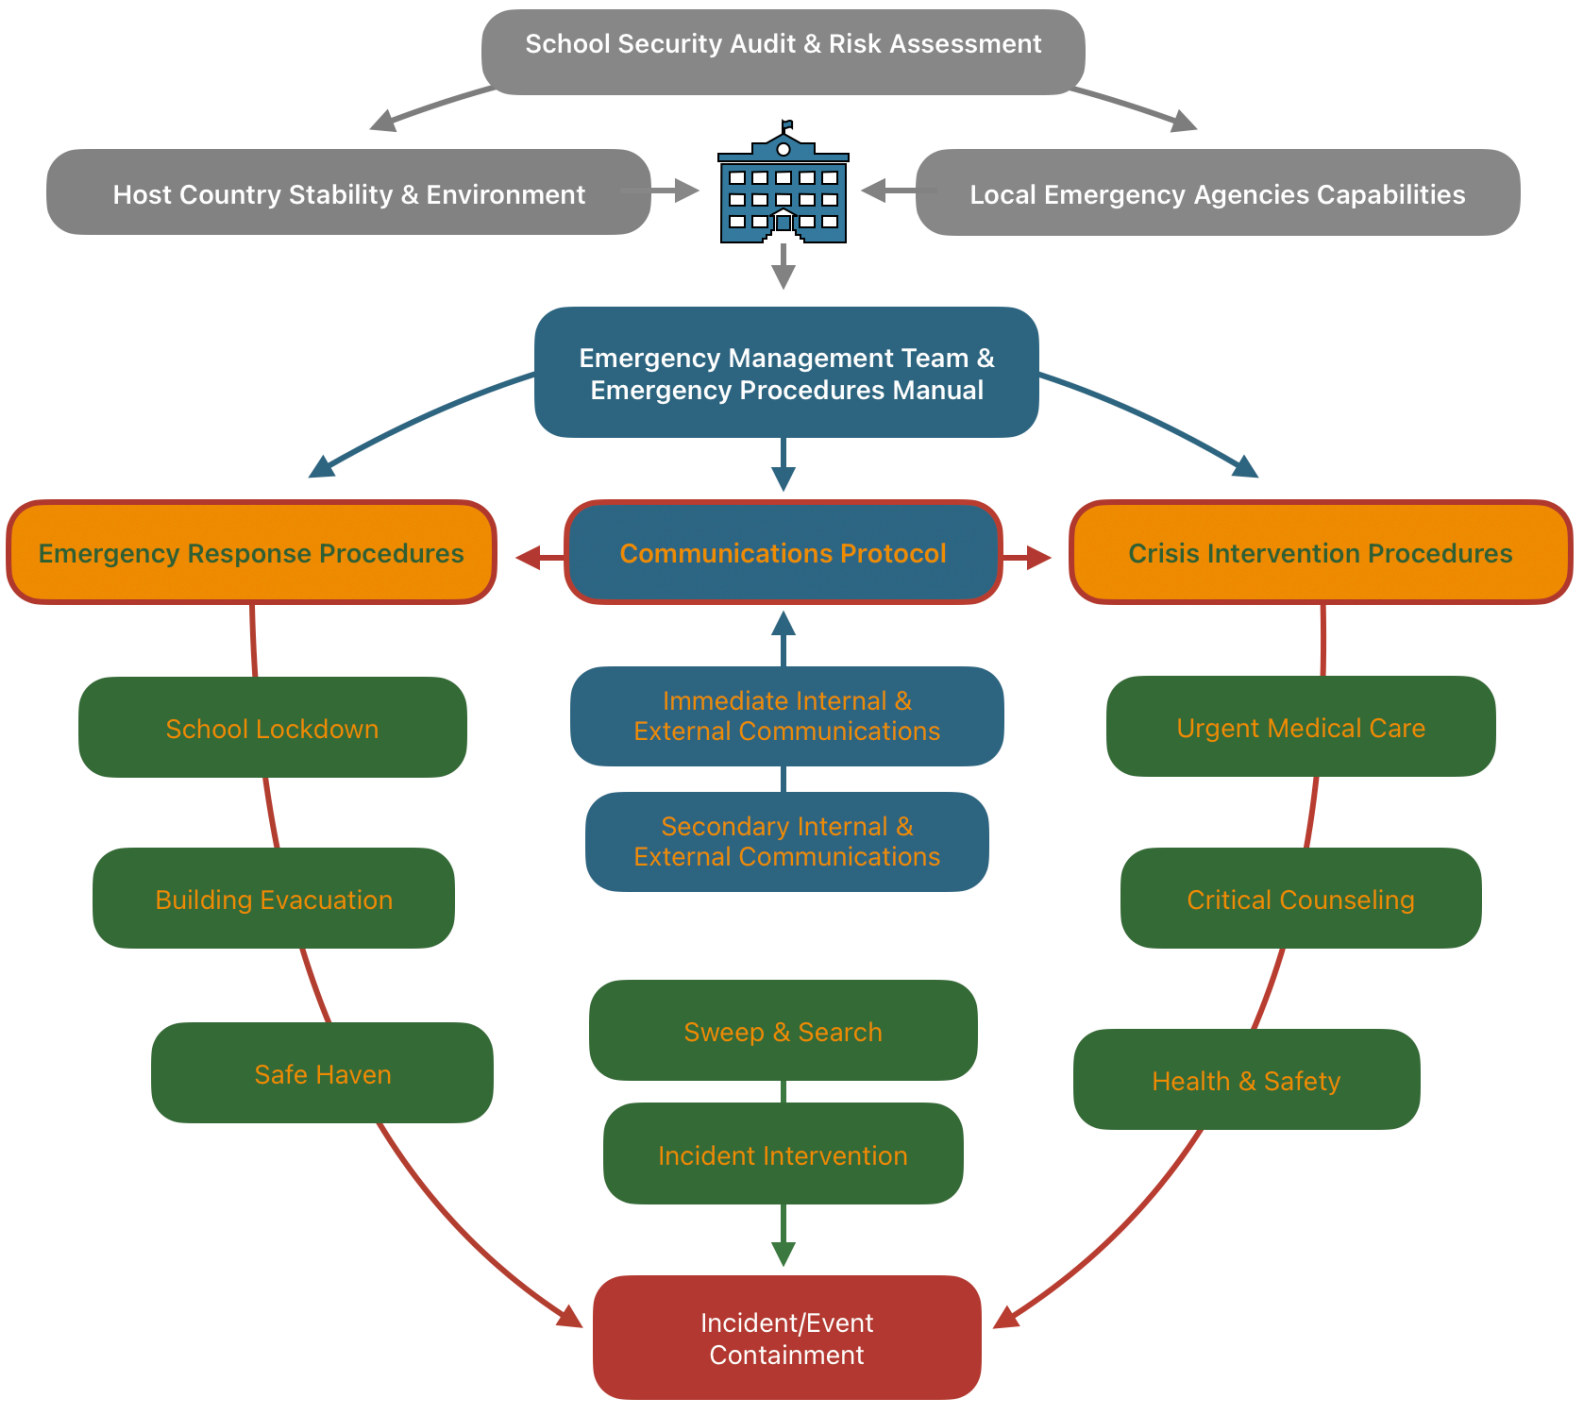 School Security Audit & Risk Assessment
Host Country Stability & Environment
Local Emergency Agencies Capabilities
Emergency Management Team &
Emergency Procedures Manual
Emergency Response Procedures
Communications Protocol
Crisis Intervention Procedures
School Lockdown
Immediate Internal &
External Communications
Urgent Medical Care
Secondary Internal &
External Communications
Building Evacuation
Critical Counseling
Sweep & Search
Safe Haven
Health & Safety
Incident Intervention
Incident/Event
Containment